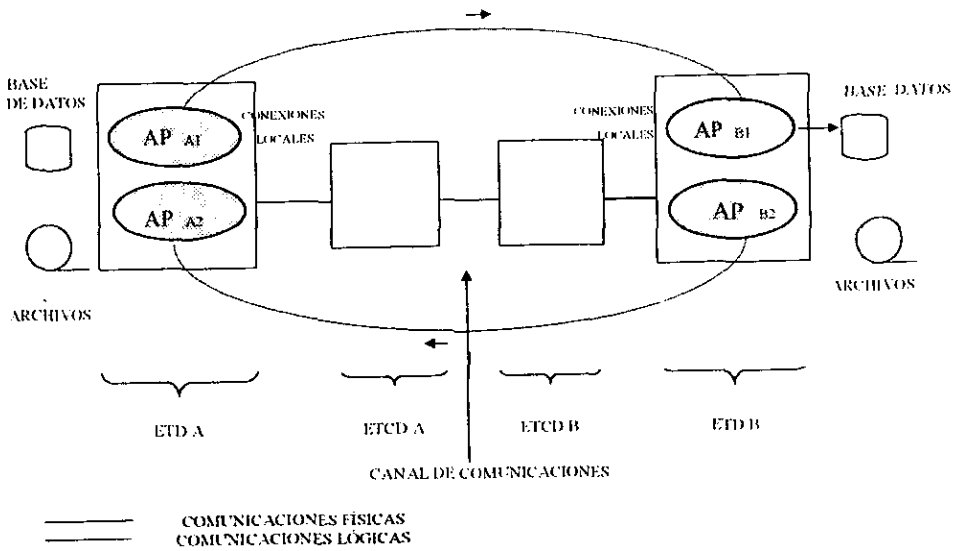 BASE
DE DATOS
BASE DATOS
CONEXIONES
LOCALES
CONEXIONES
LOCALES
AP A1
AP B1
AP A2
AP B2
ARCHIVOS
ARCHIVOS
ETD A
ETCD A
ETCD B
ETD B
CANAL DE COMUNICACIONES
COMUNICACIONES FÍSICAS
COMUNICACIONES LÓGICAS